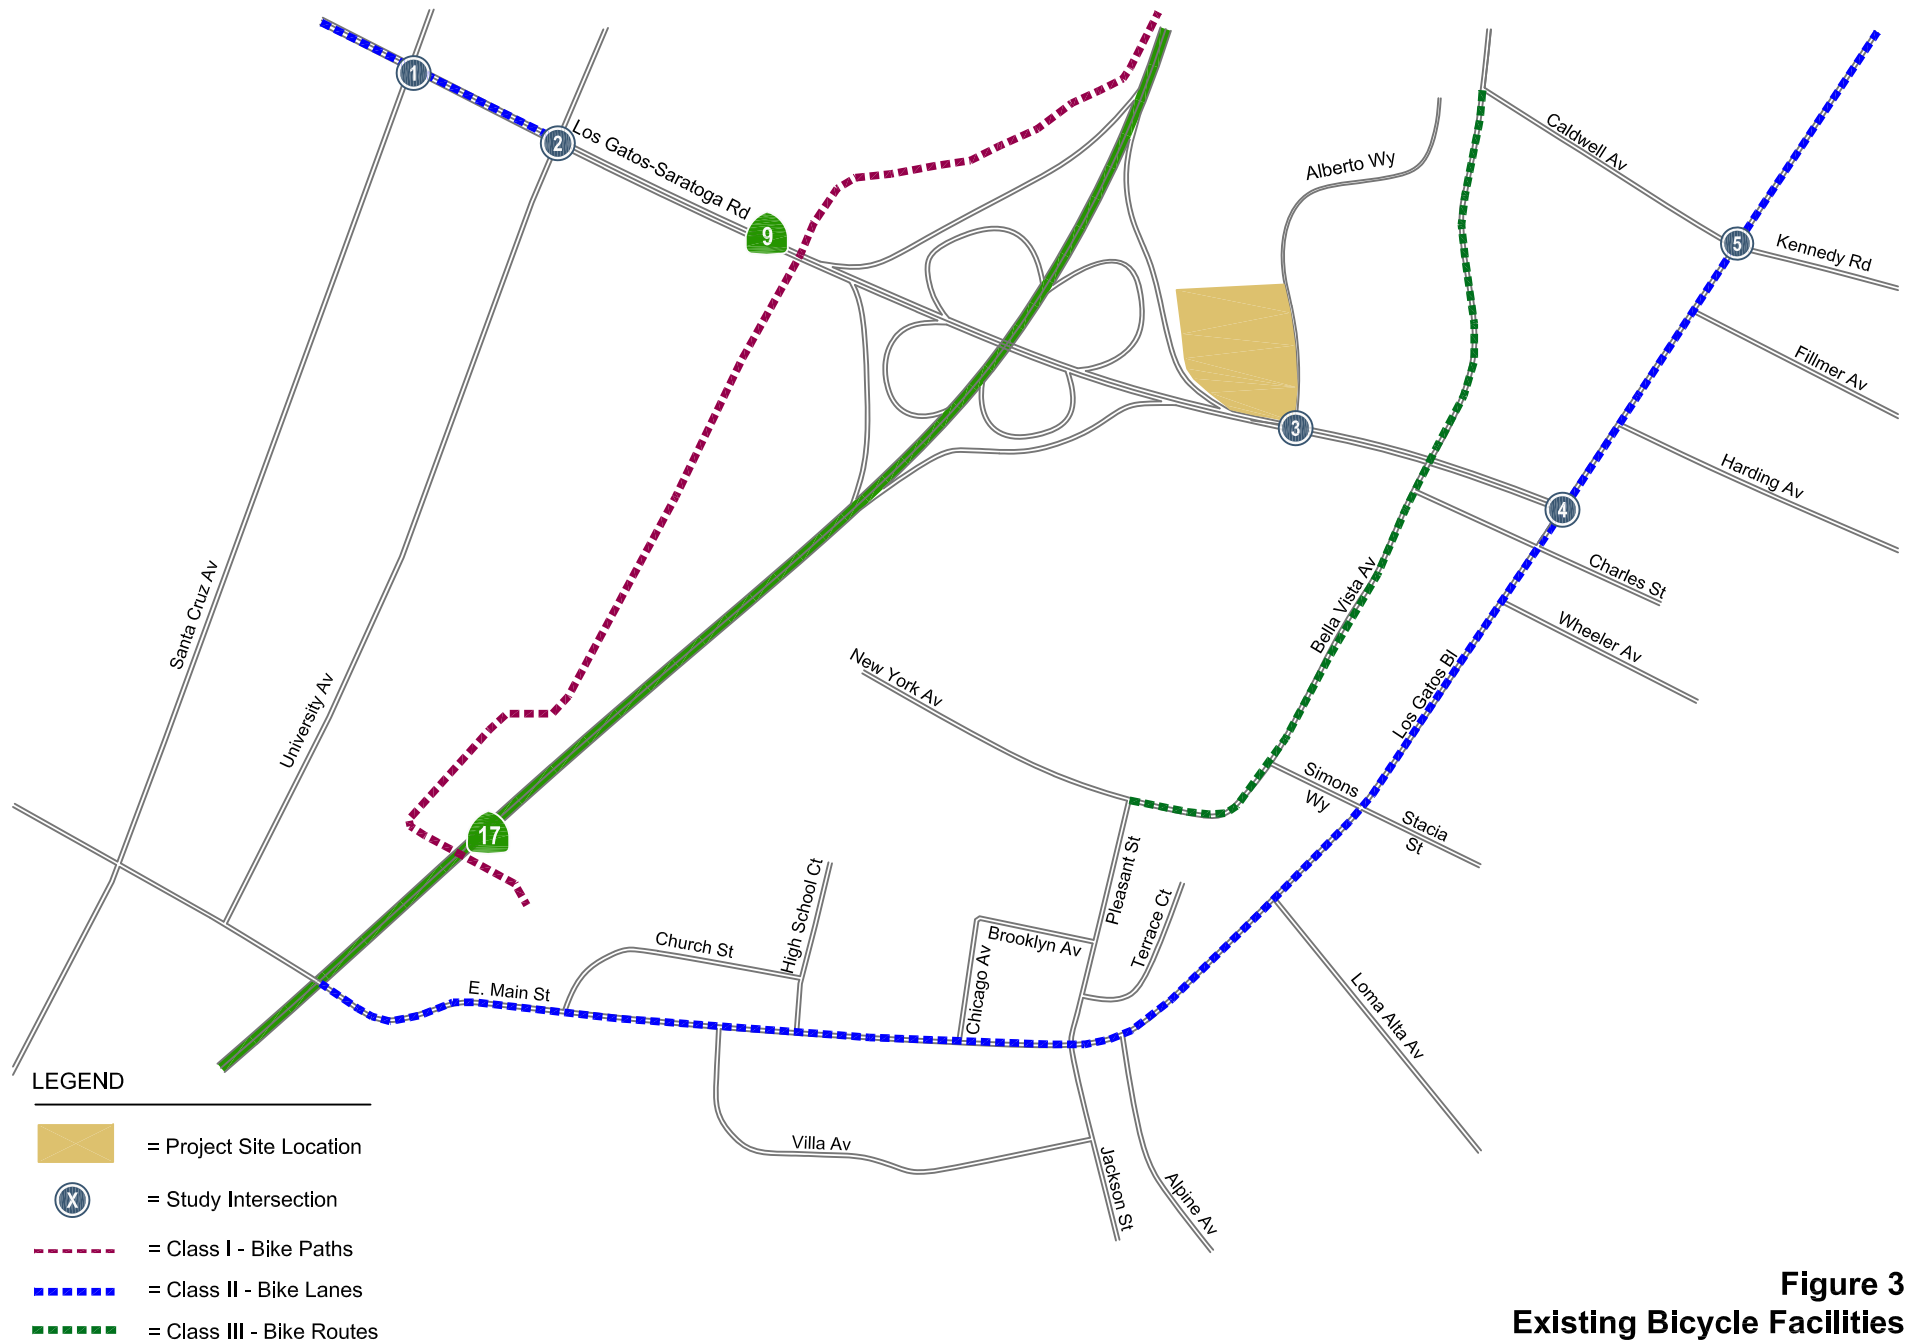 1
2
Los Gatos-Saratoga Rd
9
Alberto Wy
Caldwell Av
5
Kennedy Rd
Fillmer Av
3
Harding Av
4
Charles St
Wheeler Av
Bella Vista Av
Los Gatos Bl
Santa Cruz Av
University Av
New York Av
Simons
Wy
Stacia
St
17
Pleasant St
High School Ct
Terrace Ct
Church St
Brooklyn Av
Chicago Av
E. Main St
Loma Alta Av
Villa Av
Jackson St
Alpine Av
LEGEND
= Project Site Location
X
= Study Intersection
= Class I - Bike Paths
= Class II - Bike Lanes
= Class III - Bike Routes
Figure 3
Existing Bicycle Facilities